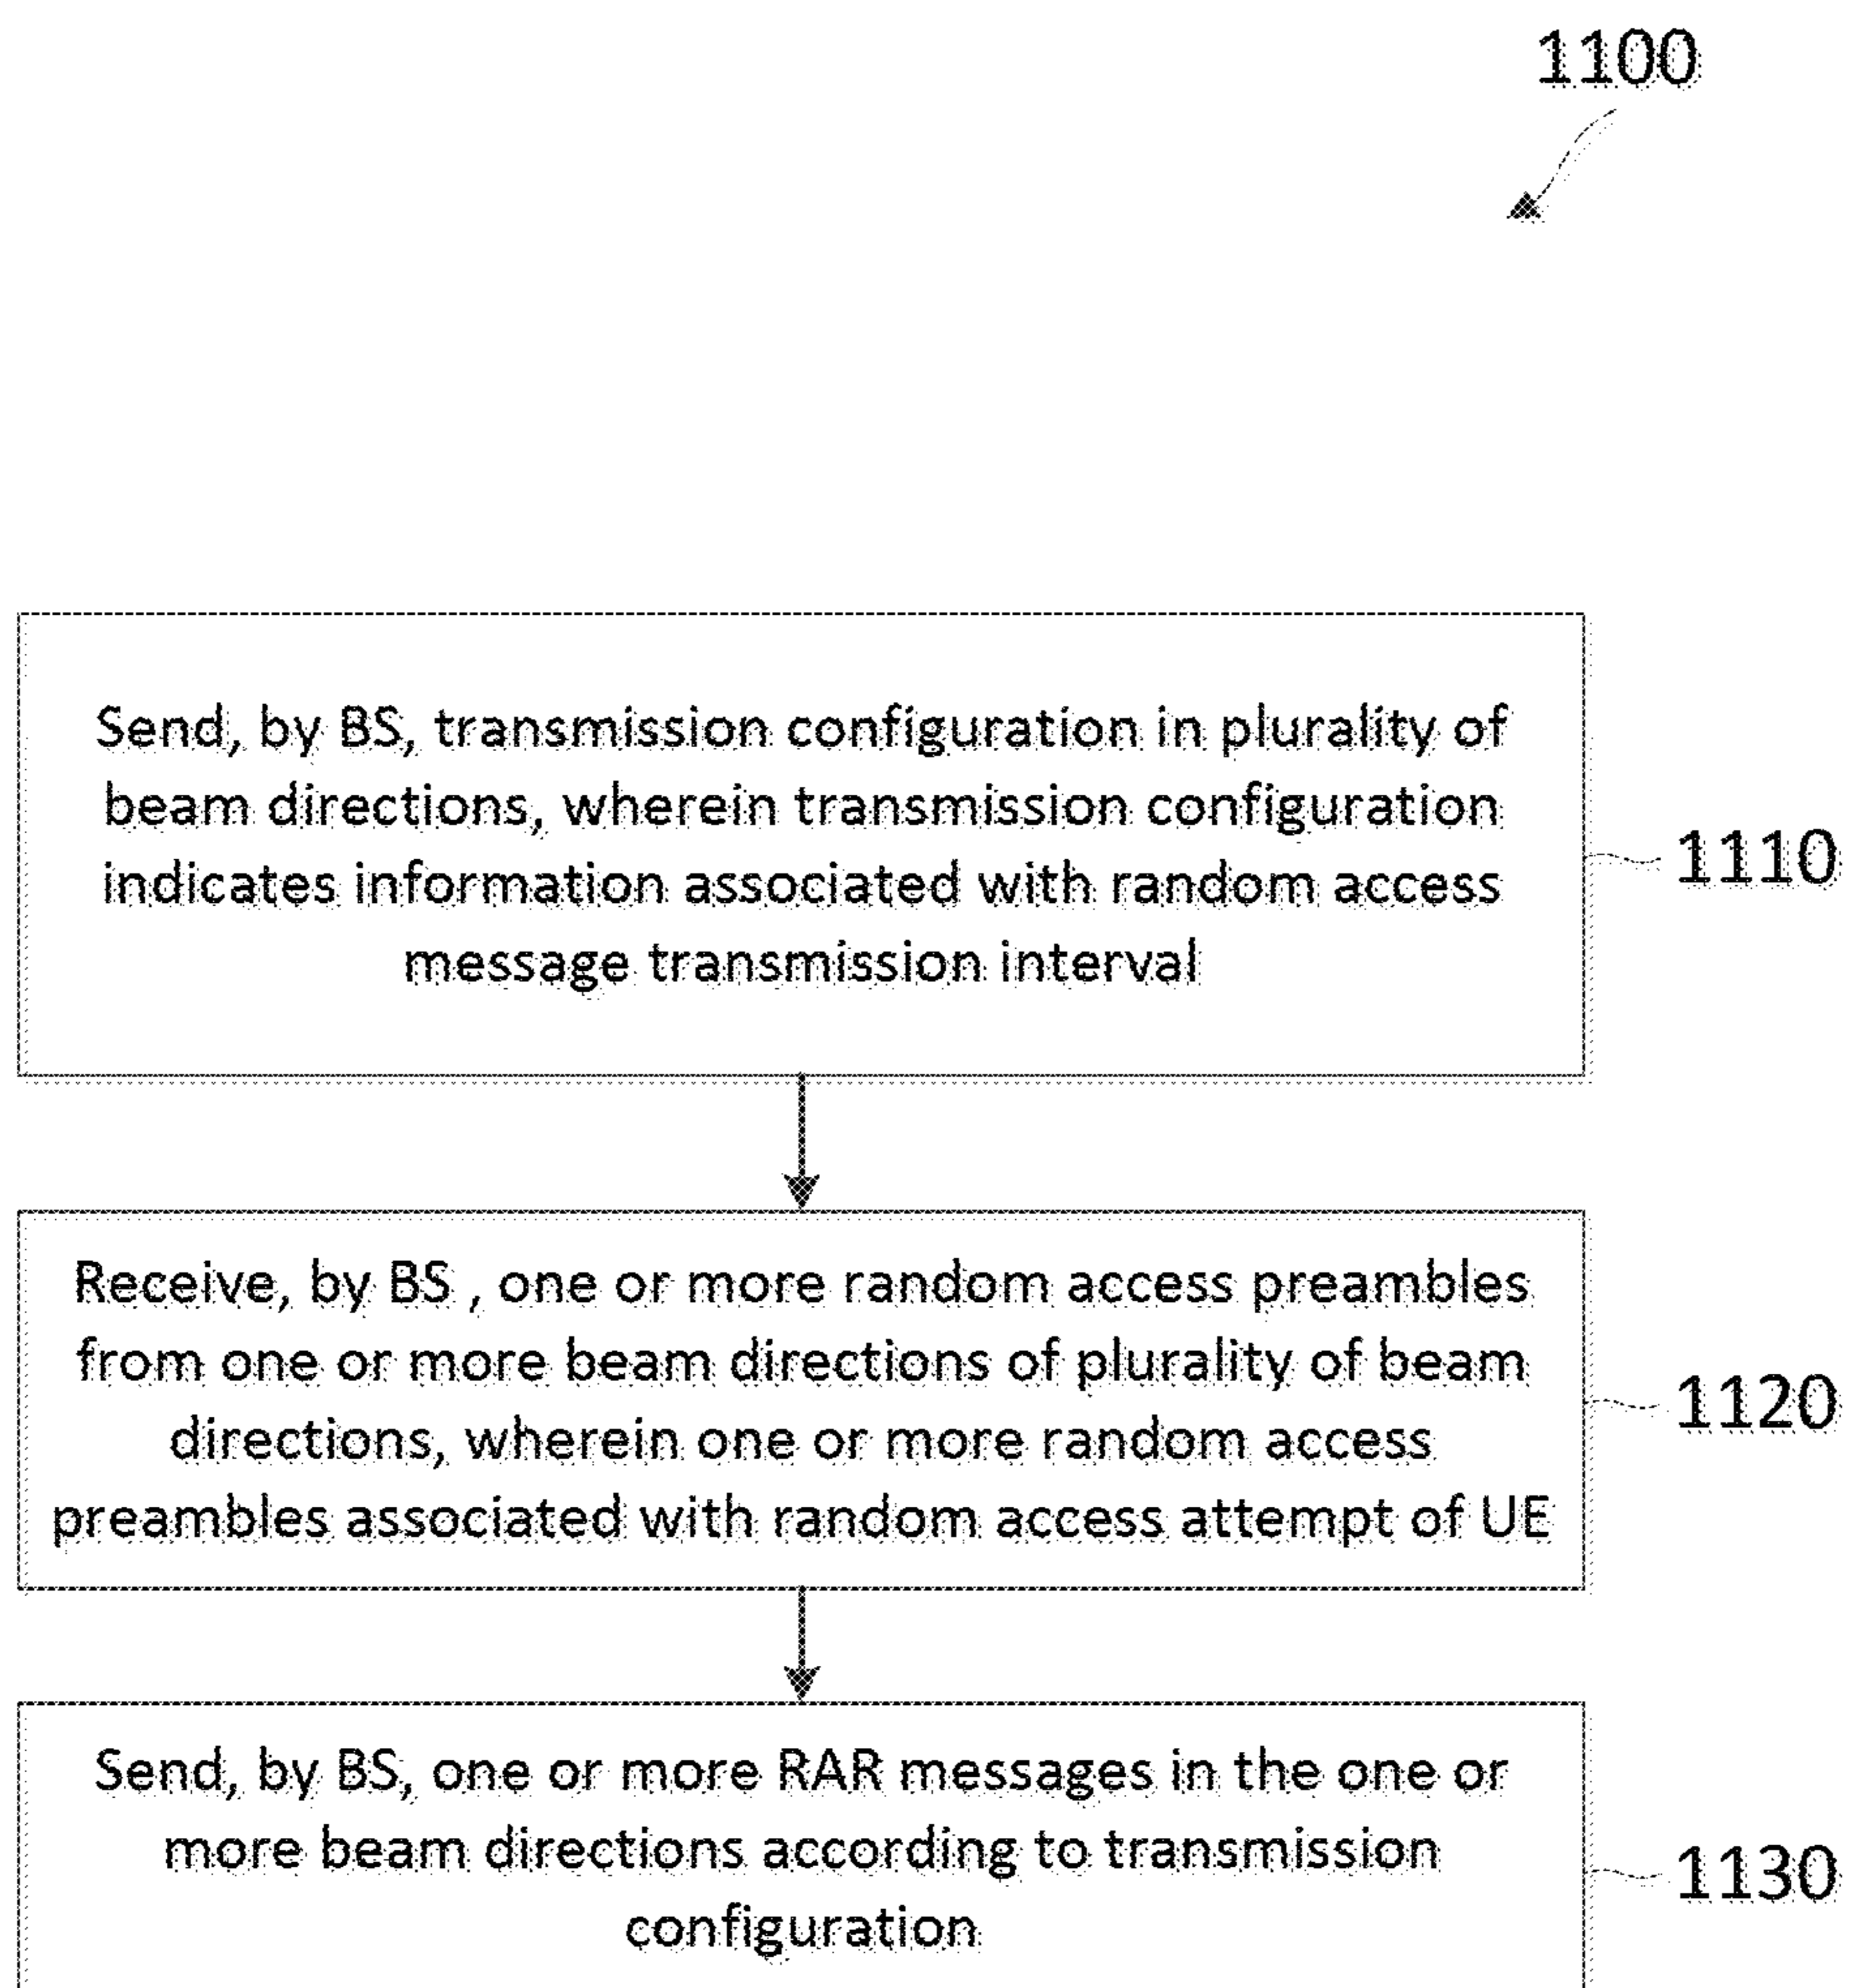 1100
Send, by BS, transmission configuration in plurality of
beam directions, wherein transmission configuration
indicates information associated with random access
message transmission interval
1110
Receive, by BS , one or more random access preambles
from one or more beam directions of plurality of beam
directions, wherein one or more random access
preambles associated with random access attempt of UE
1120
Send, by BS, one or more RAR messages in the one or
more beam directions according to transmission
configuration
1130